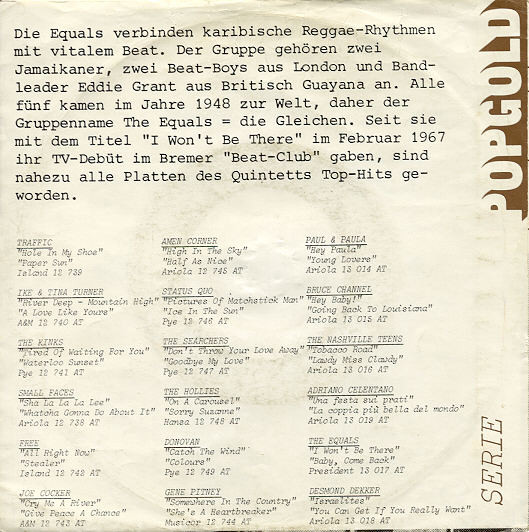 Die Equals verbinden karibische Reggae-Rhythmen
mit vitalem Beat. Der Gruppe gehören zwei
Jamaikaner, zwei Beat-Boys aus London und Band-
leader Eddie Grant aus Britisch Guayana an. Alle
fünf kamen im Jahre 1948 zur Welt, daher der
Gruppenname The Equals = die Gleichen. Seit sie
mit dem Titel "I Won't Be There" im Februar 1967
ihr TV-Debüt im Bremer "Beat-Club" gaben, sind
nahezu alle Platten des Quintetts Top-Hits ge-
worden.
TRAFFIC
"Hole In My Shoe"
"Paper Sun"
Island 12 739
IKE & TINA TURNER
"River Deep - Mountain High"
"A Love Like Yours"
A&M 12 740 AT
THE KINKS
"Tired Of Waiting For You"
"Waterloo Sunset"
Pye 12 741 AT
SMALL FACES
"Sha La La La Lee"
"Whatcha Gonna Do About It"
Ariola 12 738 AT
FREE
"All Right Now"
"Stealer"
Island 12 742 AT
JOE COCKER
"Cry Me A River"
"Give Peace A Chance"
A&M 12 743 AT
AMEN CORNER
"High In The Sky"
"Half As Nice"
Ariola 12 745 AT
STATUS QUO
"Pictures Of Matchstick Man"
"Ice In The Sun"
Pye 12 746 AT
THE SEARCHERS
"Don't Throw Your Love Away"
"Goodbye My Love"
Pye 12 747 AT
THE HOLLIES
"On A Carousel"
"Sorry Suzanne"
Hansa 12 748 AT
DONOVAN
"Catch The Wind"
"Colours"
Pye 12 749 AT
GENE PITNEY
"Somewhere In The Country"
"She's A Heartbreaker"
Musicor 12 744 AT
PAUL & PAULA
"Hey Paula"
"Young Lovers"
Ariola 13 014 AT
BRUCE CHANNEL
"Hey Baby!"
"Going Back To Louisiana"
Ariola 13 015 AT
THE NASHVILLE TEENS
"Tobacco Road"
"Lawdy Miss Clawdy"
Ariola 13 016 AT
ADRIANO CELENTANO
"Una festa sui prati"
"La coppia più bella del mondo"
Ariola 13 019 AT
THE EQUALS
"I Won't Be There"
"Baby, Come Back"
President 13 017 AT
DESMOND DEKKER
"Israelites"
"You Can Get If You Really Want"
Ariola 13 018 AT
SERIE
POPGOLD